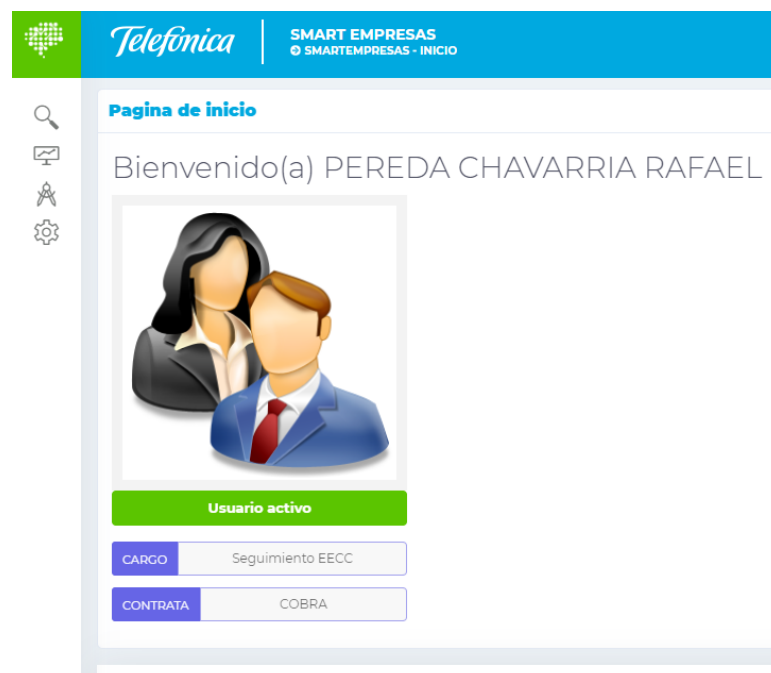 Telefónica
SMART EMPRESAS
SMARTEMPRESAS - INICIO
Pagina de inicio
Bienvenido(a) PEREDA CHAVARRIA RAFAEL
Usuario activo
CARGO Seguimiento EECC
CONTRATA COBRA